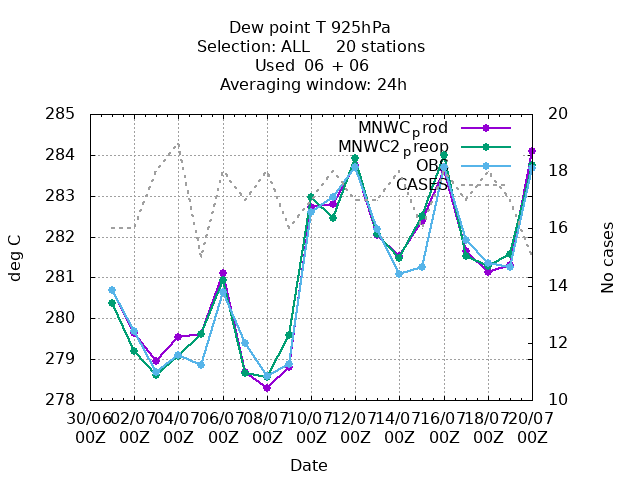 Dew point T 925hPa
Selection: ALL     20 stations
Used  06 + 06
Averaging window: 24h
285
284
283
282
281
280
279
278
deg C
20
18
16
14
12
10
No cases
MNWCprod
MNWC2preop
OBS
CASES
30/06 02/07 04/07 06/07 08/07 10/07 12/07 14/07 16/07 18/07 20/07
00Z 00Z 00Z 00Z 00Z 00Z 00Z 00Z 00Z 00Z 00Z
Date